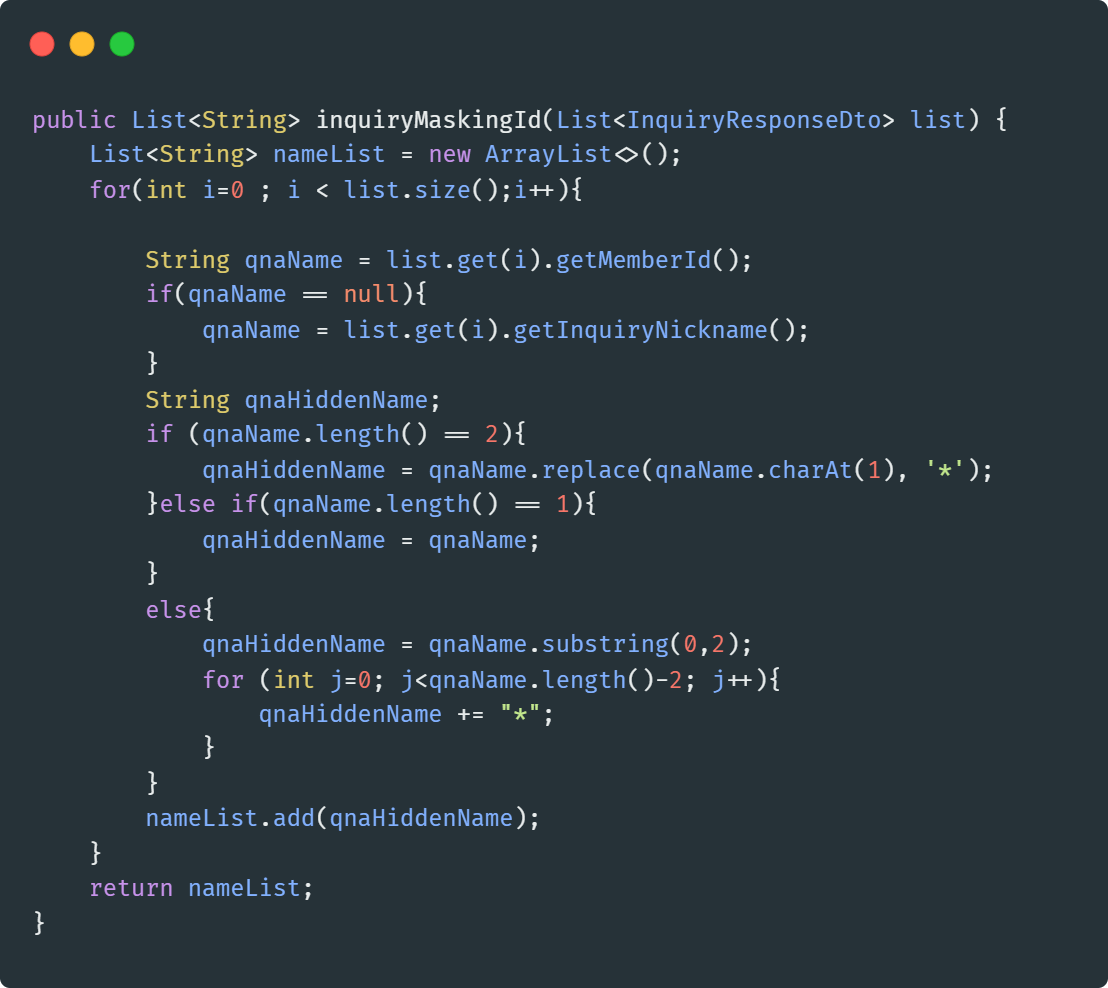 public List<String> inquiryMaskingId(List<InquiryResponseDto> list) {
    List<String> nameList = new ArrayList<>();
    for(int i=0 ; i < list.size();i++){

        String qnaName = list.get(i).getMemberId();
        if(qnaName == null){
            qnaName = list.get(i).getInquiryNickname();
        }
        String qnaHiddenName;
        if (qnaName.length() == 2){
            qnaHiddenName = qnaName.replace(qnaName.charAt(1), '*');
        }else if(qnaName.length() == 1){
            qnaHiddenName = qnaName;
        }
        else{
            qnaHiddenName = qnaName.substring(0,2);
            for (int j=0; j<qnaName.length()-2; j++){
                qnaHiddenName += "*";
            }
        }
        nameList.add(qnaHiddenName);
    }
    return nameList;
}